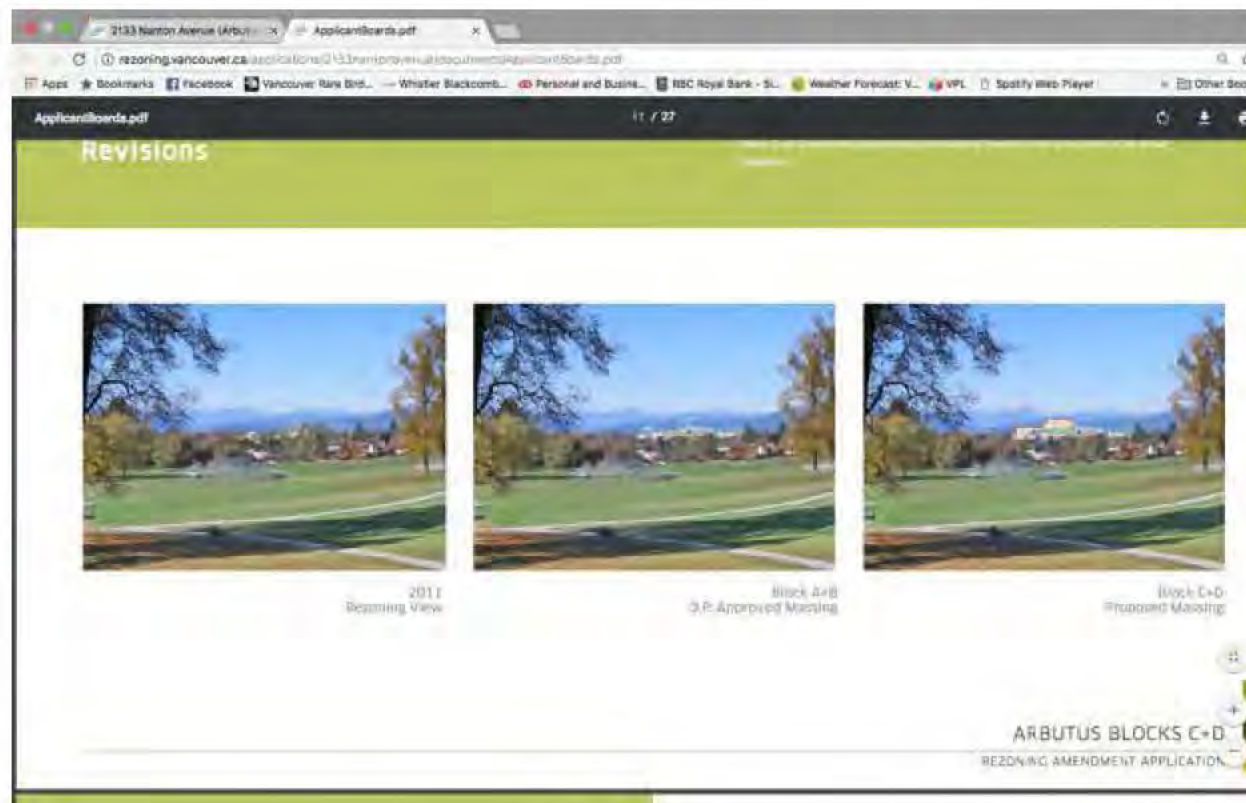 2133 Nanton Avenue (Arbut
ApplicantBoards.pdf
rezoning.vancouver.ca
Apps
Bookmarks
Facebook
Vancouver Rare Bird...
Whistler Blackcomb...
Personal and Busine...
RBC Royal Bank - Si...
Weather Forecast: V...
VPL
Spotify Web Player
Other Boo
ApplicantBoards.pdf
/ 27
Revisions
2011
Rezoning View
Block A+B
D.P. Approved Massing
Block C+D
Proposed Massing
ARBUTUS BLOCKS C+D
REZONING AMENDMENT APPLICATION